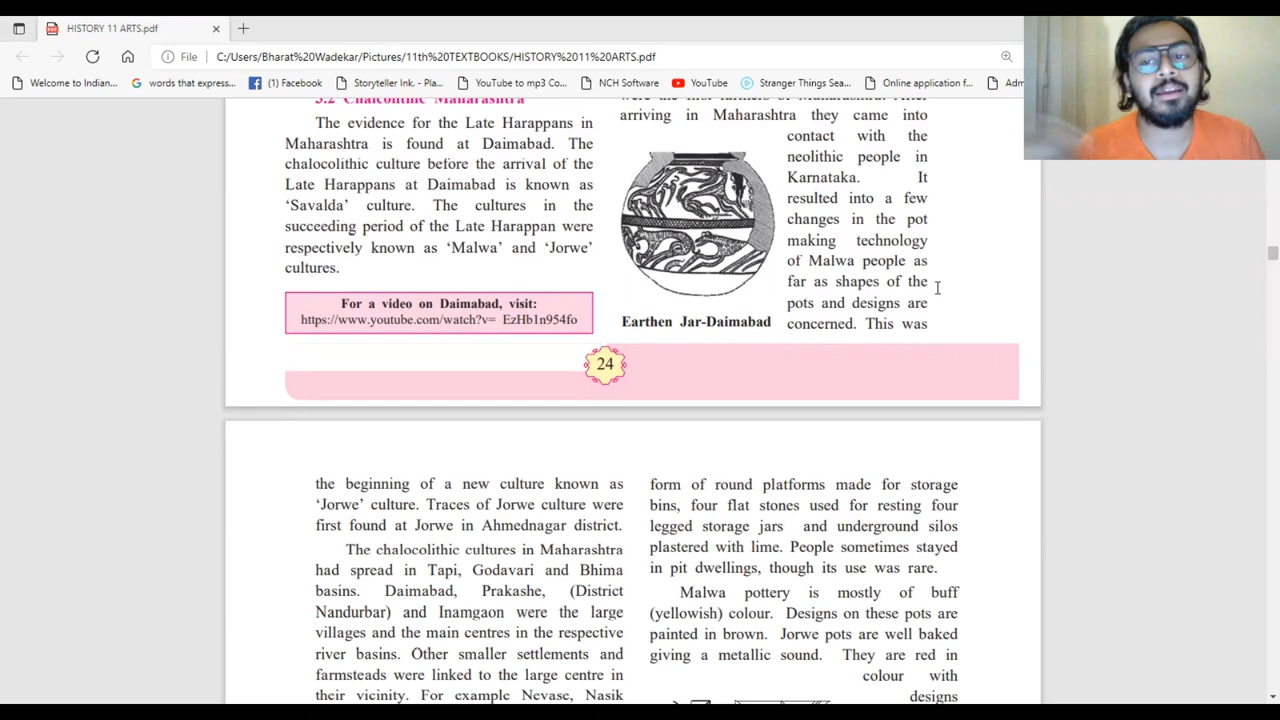 HISTORY 11 ARTS.pdf
File
C:/Users/Bharat%20Wadekar/Pictures/11th%20TEXTBOOKS/HISTORY%2011%20ARTS.pdf
Welcome to Indian...
words that express...
(1) Facebook
Storyteller Ink. - Pla...
YouTube to mp3 Co...
NCH Software
YouTube
Stranger Things Sea...
Online application f...
Adm
3.2 Chalcolithic Maharashtra
The evidence for the Late Harappans in
Maharashtra is found at Daimabad. The
chalocolithic culture before the arrival of the
Late Harappans at Daimabad is known as
‘Savalda’ culture. The cultures in the
succeeding period of the Late Harappan were
respectively known as ‘Malwa’ and ‘Jorwe’
cultures.
For a video on Daimabad, visit:
https://www.youtube.com/watch?v= EzHb1n954fo
were the first farmers of Maharashtra. After
arriving in Maharashtra they came into
contact with the
neolithic people in
Karnataka. It
resulted into a few
changes in the pot
making technology
of Malwa people as
far as shapes of the
pots and designs are
concerned. This was
Earthen Jar-Daimabad
24
the beginning of a new culture known as
‘Jorwe’ culture. Traces of Jorwe culture were
first found at Jorwe in Ahmednagar district.
The chalcolithic cultures in Maharashtra
had spread in Tapi, Godavari and Bhima
basins. Daimabad, Prakashe, (District
Nandurbar) and Inamgaon were the large
villages and the main centres in the respective
river basins. Other smaller settlements and
farmsteads were linked to the large centre in
their vicinity. For example Nevase, Nasik
form of round platforms made for storage
bins, four flat stones used for resting four
legged storage jars and underground silos
plastered with lime. People sometimes stayed
in pit dwellings, though its use was rare.
Malwa pottery is mostly of buff
(yellowish) colour. Designs on these pots are
painted in brown. Jorwe pots are well baked
giving a metallic sound. They are red in
colour with
designs